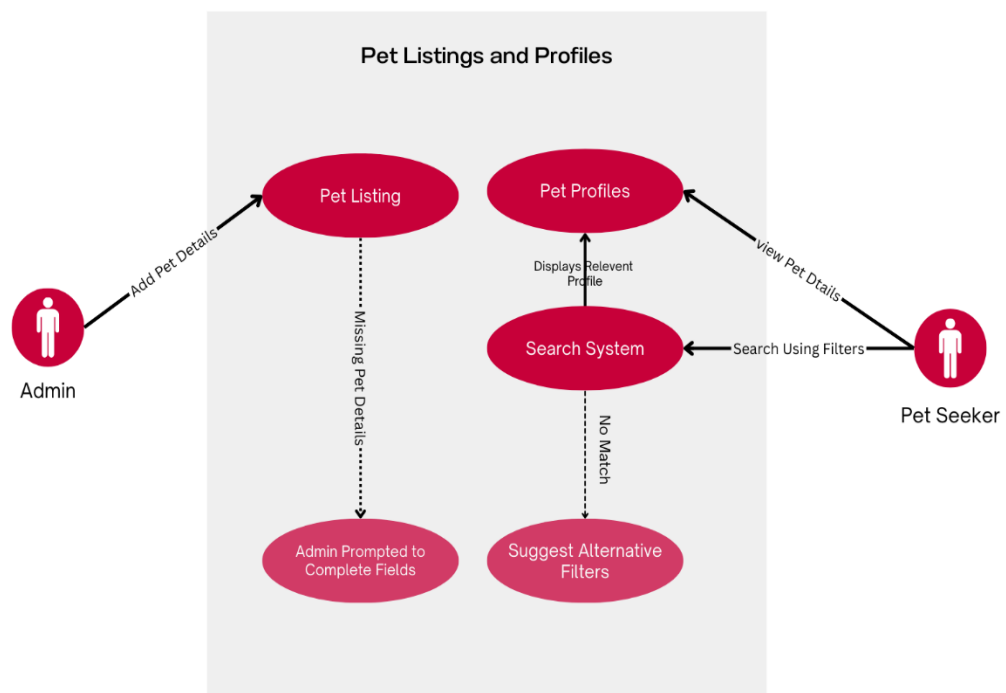 Pet Listings and Profiles
Pet Listing
Pet Profiles
Add Pet Details
view Pet Dtails
Displays Relevent
Profile
Missing Pet Details
Search System
Search Using Filters
Admin
Pet Seeker
No Match
Admin Prompted to
Complete Fields
Suggest Alternative
Filters